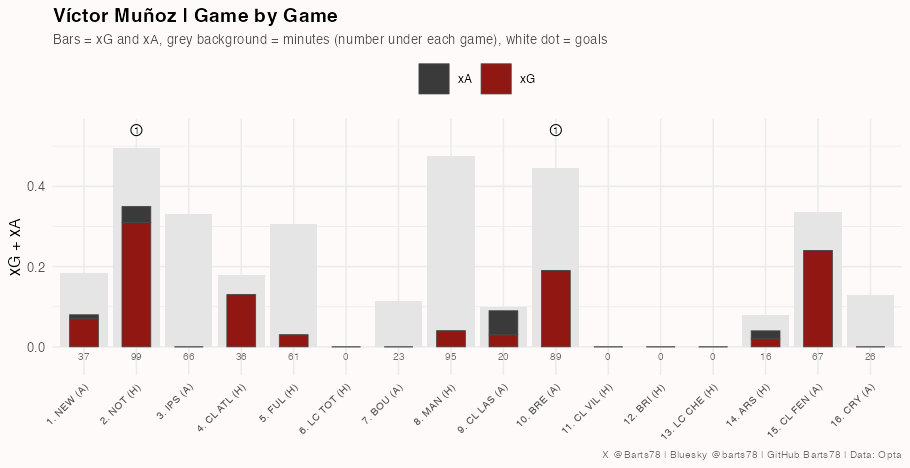 Víctor Muñoz | Game by Game
Bars = xG and xA, grey background = minutes (number under each game), white dot = goals
xA xG
1 1
xG + xA
0.4
0.2
0.0
37 99 66 36 61 0 23 95 20 89 0 0 0 16 67 26
1. NEW (A)
2. NOT (H)
3. IPS (A)
4. CL ATL (H)
5. FUL (H)
6. LC TOT (H)
7. BOU (A)
8. MAN (H)
9. CL LAS (A)
10. BRE (A)
11. CL VIL (H)
12. BRI (H)
13. LC CHE (H)
14. ARS (H)
15. CL FEN (A)
16. CRY (A)
X @Barts78 | Bluesky @barts78 | GitHub Barts78 | Data: Opta